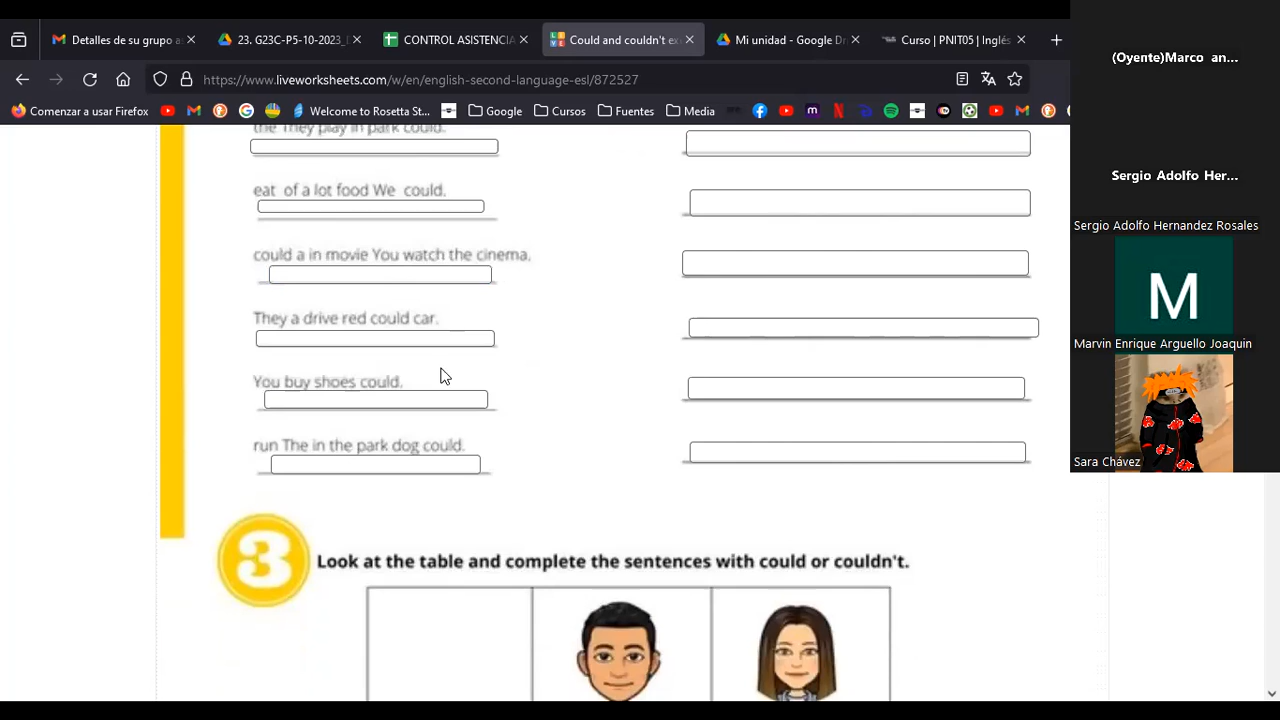 Detalles de su grupo a
23. G23C-P5-10-2023_I
CONTROL ASISTENCIA
Could and couldn't ex
Mi unidad - Google Dr
Curso | PNIT05 | Inglés
https://www.liveworksheets.com/w/en/english-second-language-esl/872527
Comenzar a usar Firefox
Welcome to Rosetta St...
Google
Cursos
Fuentes
Media
the They play in park could.
eat of a lot food We could.
could a in movie You watch the cinema.
They a drive red could car.
You buy shoes could.
run The in the park dog could.
3
Look at the table and complete the sentences with could or couldn't.
(Oyente)Marco an...
Sergio Adolfo Her...
Sergio Adolfo Hernandez Rosales
M
Marvin Enrique Arguello Joaquin
Sara Chávez